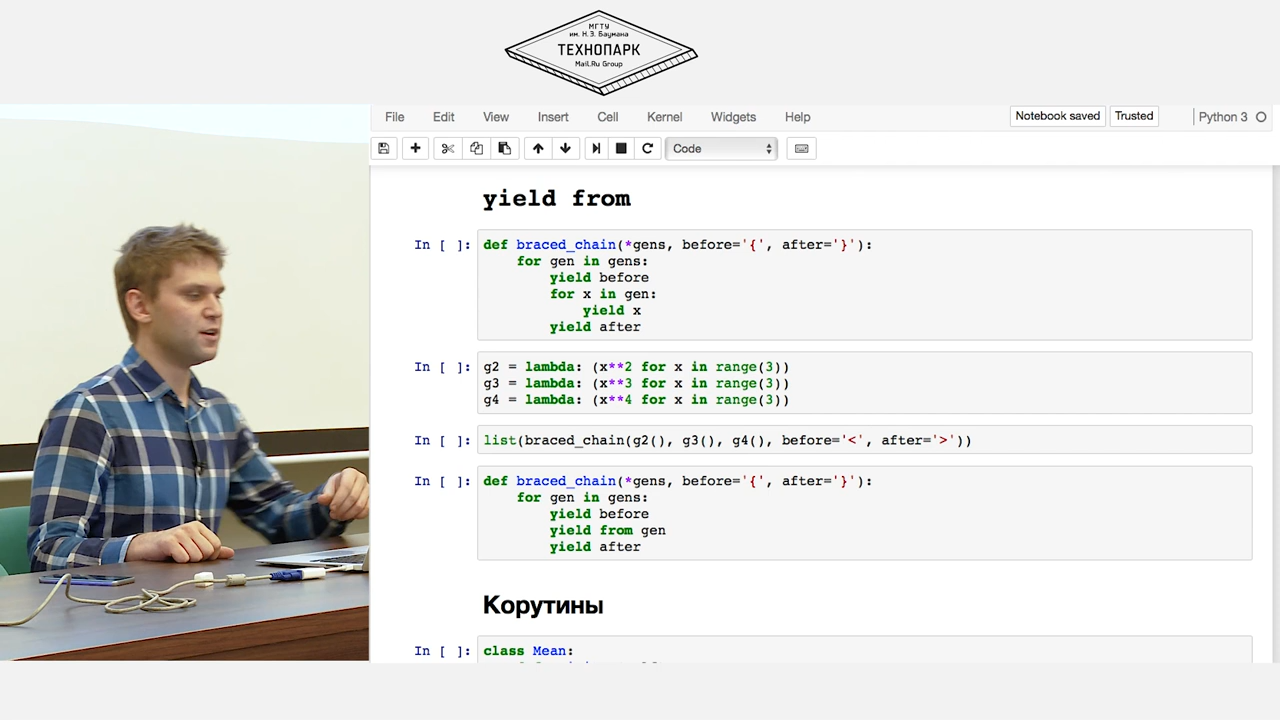 МГТУ
им. Н.Э. Баумана
ТЕХНОПАРК
Mail.Ru Group
File Edit View Insert Cell Kernel Widgets Help Notebook saved Trusted Python 3
Code
yield from
In [ ]: def braced_chain(*gens, before='{', after='}'):
for gen in gens:
yield before
for x in gen:
yield x
yield after
In [ ]: g2 = lambda: (x**2 for x in range(3))
g3 = lambda: (x**3 for x in range(3))
g4 = lambda: (x**4 for x in range(3))
In [ ]: list(braced_chain(g2(), g3(), g4(), before='<', after='>'))
In [ ]: def braced_chain(*gens, before='{', after='}'):
for gen in gens:
yield before
yield from gen
yield after
Корутины
In [ ]: class Mean: